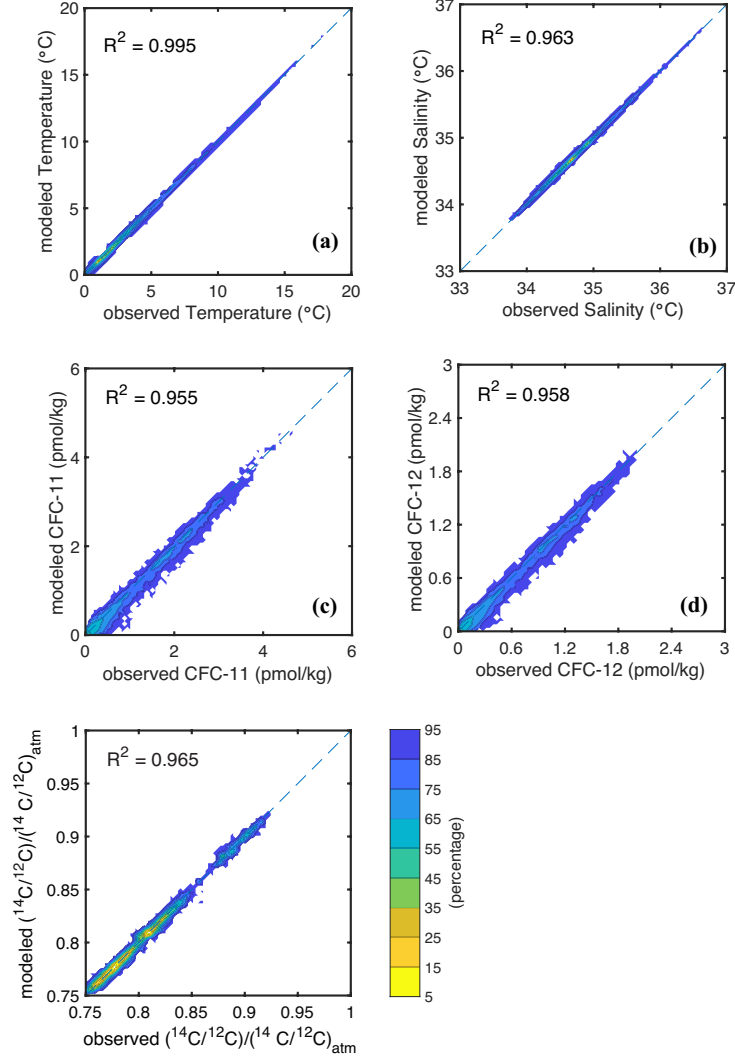 R² = 0.995
20
15
10
5
0
modeled Temperature (°C)
(a)
0 5 10 15 20
observed Temperature (°C)
R² = 0.963
37
36
35
34
33
modeled Salinity (°C)
(b)
33 34 35 36 37
observed Salinity (°C)
R² = 0.955
6
4
2
0
modeled CFC-11 (pmol/kg)
(c)
0 2 4 6
observed CFC-11 (pmol/kg)
R² = 0.958
3
2.4
1.8
1.2
0.6
0
modeled CFC-12 (pmol/kg)
(d)
0 0.6 1.2 1.8 2.4 3
observed CFC-12 (pmol/kg)
R² = 0.965
1
0.95
0.9
0.85
0.8
0.75
modeled (¹⁴C/¹²C)/(¹⁴ C/¹²C)atm
0.75 0.8 0.85 0.9 0.95 1
observed (¹⁴C/¹²C)/(¹⁴ C/¹²C)atm
95
85
75
65
55
45
35
25
15
5
(percentage)